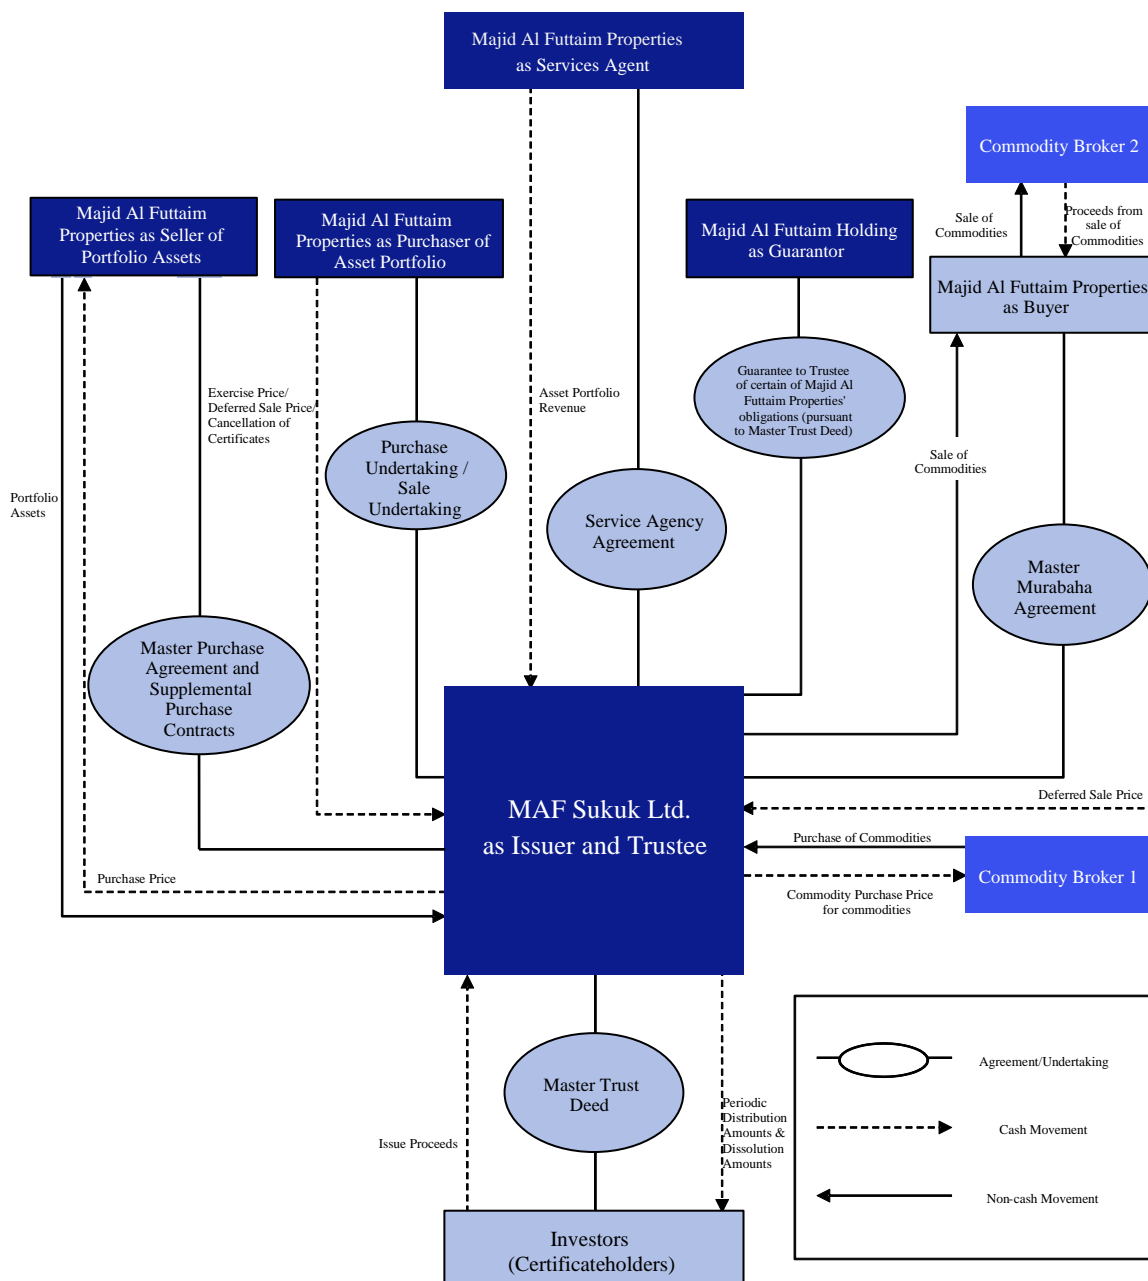 Majid Al Futtaim Properties
as Services Agent
Commodity Broker 2
Majid Al Futtaim
Properties as Seller of
Portfolio Assets
Majid Al Futtaim
Properties as Purchaser of
Asset Portfolio
Majid Al Futtaim Holding
as Guarantor
Sale of
Commodities
Proceeds from
sale of
Commodities
Majid Al Futtaim Properties
as Buyer
Exercise Price/
Deferred Sale Price/
Cancellation of
Certificates
Asset Portfolio
Revenue
Guarantee to Trustee
of certain of Majid Al
Futtaim Properties'
obligations (pursuant
to Master Trust Deed)
Purchase
Undertaking /
Sale
Undertaking
Sale of
Commodities
Portfolio
Assets
Service Agency
Agreement
Master
Murabaha
Agreement
Master Purchase
Agreement and
Supplemental
Purchase
Contracts
MAF Sukuk Ltd.
as Issuer and Trustee
Deferred Sale Price
Purchase of Commodities
Purchase Price
Commodity Purchase Price
for commodities
Commodity Broker 1
Master Trust
Deed
Issue Proceeds
Periodic
Distribution
Amounts &
Dissolution
Amounts
Agreement/Undertaking
Cash Movement
Non-cash Movement
Investors
(Certificateholders)